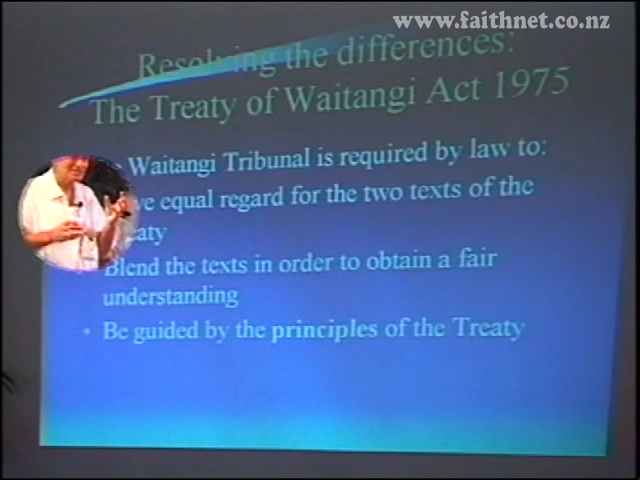 www.faithnet.co.nz
Resolving the differences:
The Treaty of Waitangi Act 1975
Waitangi Tribunal is required by law to:
equal regard for the two texts of the
Blend the texts in order to obtain a fair
understanding
• Be guided by the principles of the Treaty